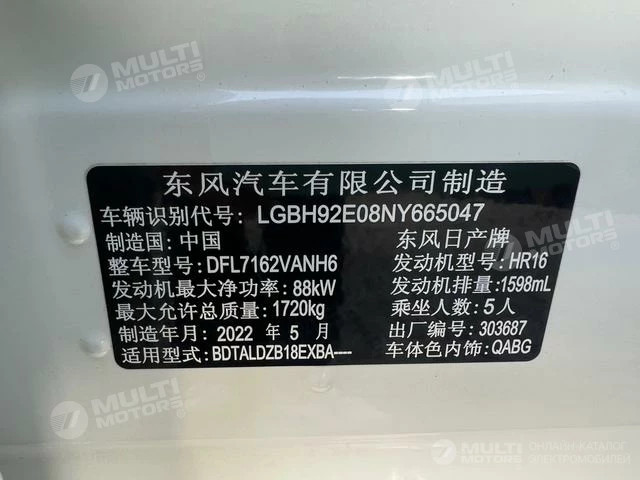 MULTI MOTORS
MULTI MOTORS
东风汽车有限公司制造
车辆识别代号: LGBH92E08NY665047
制造国: 中国 东风日产牌
整车型号: DFL7162VANH6 发动机型号: HR16
发动机最大净功率: 88kW 发动机排量: 1598mL
最大允许总质量: 1720kg 乘坐人数: 5人
制造年月: 2022 年 5 月 出厂编号: 303687
适用型式: BDTALDZB18EXBA---- 车体色内饰: QABG
MULTI MOTORS
MULTI MOTORS
ОНЛАЙН-КАТАЛОГ
ЭЛЕКТРОМОБИЛЕЙ